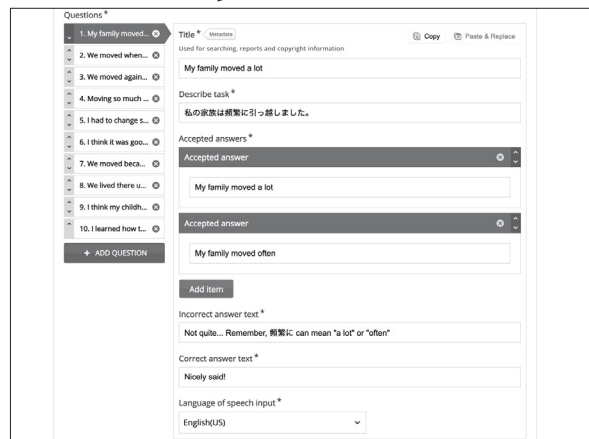 Questions*
1. My family moved...
2. We moved when...
3. We moved again...
4. Moving so much ...
5. I had to change s...
6. I think it was goo...
7. We moved beca...
8. We lived there u...
9. I think my childh...
10. I learned how t...
+ ADD QUESTION
Title* Metadata
Copy Paste & Replace
Used for searching, reports and copyright information
My family moved a lot
Describe task*
私の家族は頻繁に引っ越しました。
Accepted answers*
Accepted answer
My family moved a lot
Accepted answer
My family moved often
Add item
Incorrect answer text*
Not quite... Remember, 頻繁に can mean "a lot" or "often"
Correct answer text*
Nicely said!
Language of speech input*
English(US)